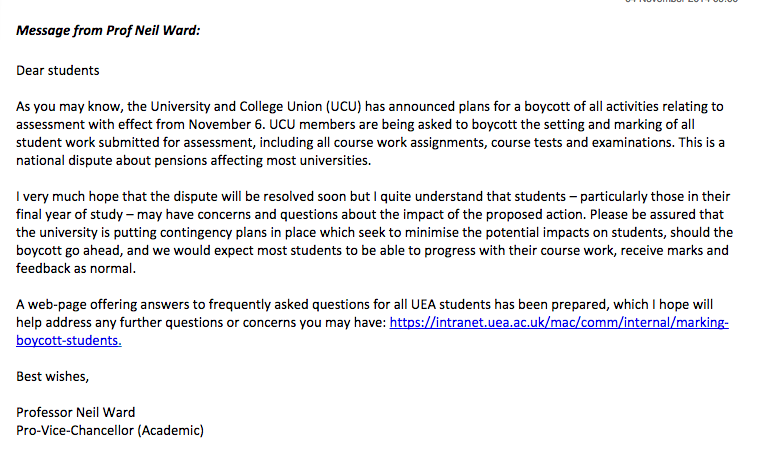 Message from Prof Neil Ward:
Dear students
As you may know, the University and College Union (UCU) has announced plans for a boycott of all activities relating to
assessment with effect from November 6. UCU members are being asked to boycott the setting and marking of all
student work submitted for assessment, including all course work assignments, course tests and examinations. This is a
national dispute about pensions affecting most universities.
I very much hope that the dispute will be resolved soon but I quite understand that students – particularly those in their
final year of study – may have concerns and questions about the impact of the proposed action. Please be assured that
the university is putting contingency plans in place which seek to minimise the potential impacts on students, should the
boycott go ahead, and we would expect most students to be able to progress with their course work, receive marks and
feedback as normal.
A web-page offering answers to frequently asked questions for all UEA students has been prepared, which I hope will
help address any further questions or concerns you may have: https://intranet.uea.ac.uk/mac/comm/internal/marking-
boycott-students.
Best wishes,
Professor Neil Ward
Pro-Vice-Chancellor (Academic)